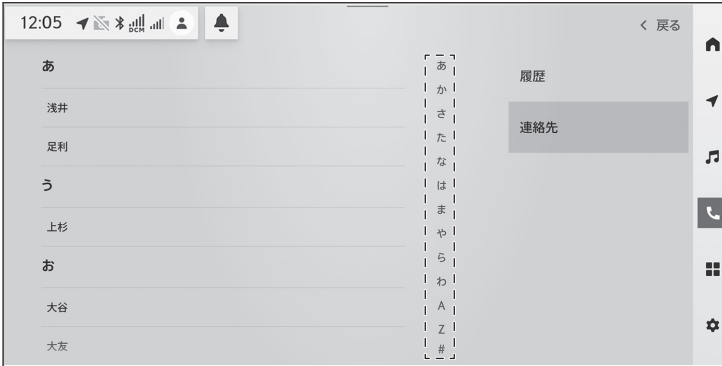 12:05 DCM
戻る
あ
浅井
足利
う
上杉
お
大谷
大友
あ
か
さ
た
な
は
ま
や
ら
わ
A
Z
#
履歴
連絡先